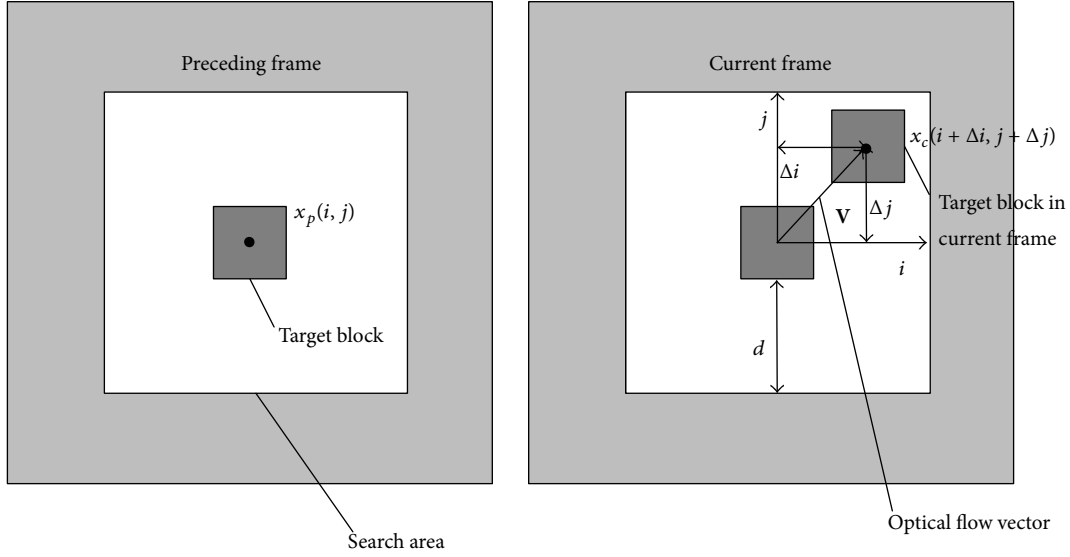 Preceding frame
x_p(i, j)
Target block
Search area
Current frame
j
x_c(i + Δi, j + Δj)
Δi
Target block in
current frame
V
Δj
i
d
Optical flow vector